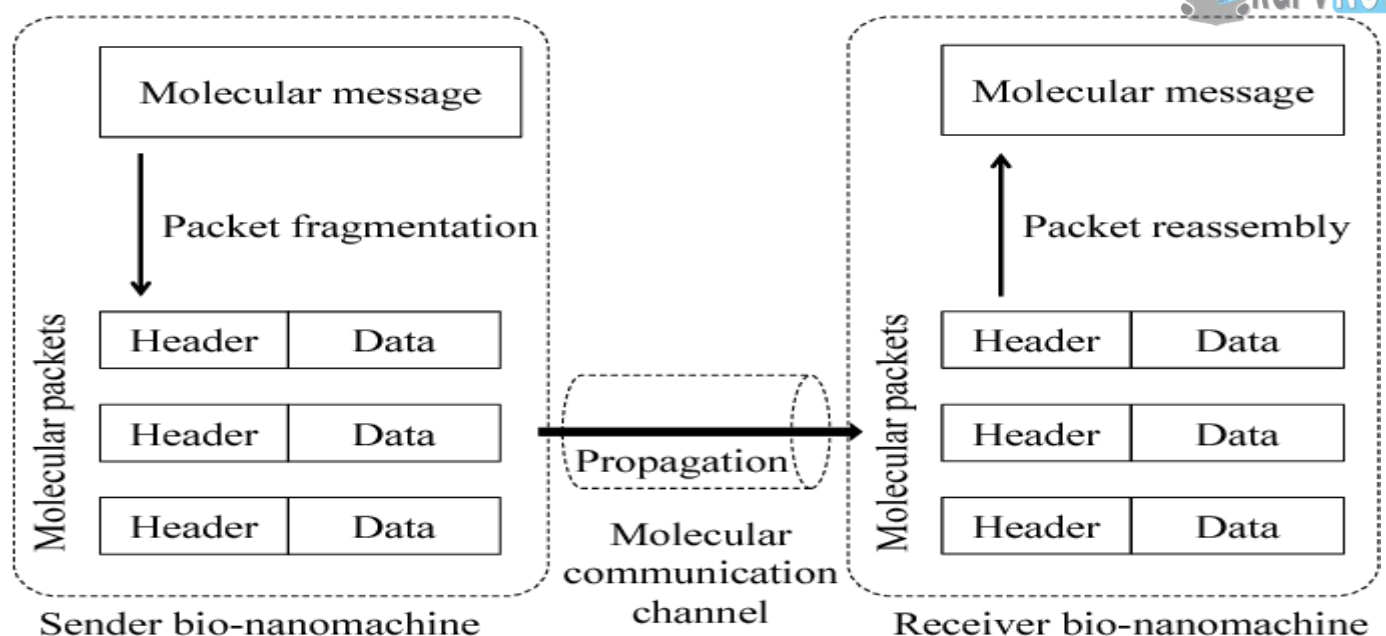 Molecular message
Packet fragmentation
Molecular packets
Header Data
Header Data
Header Data
Sender bio-nanomachine
Propagation
Molecular
communication
channel
Molecular message
Packet reassembly
Molecular packets
Header Data
Header Data
Header Data
Receiver bio-nanomachine